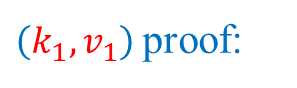 (k₁, v₁) proof: